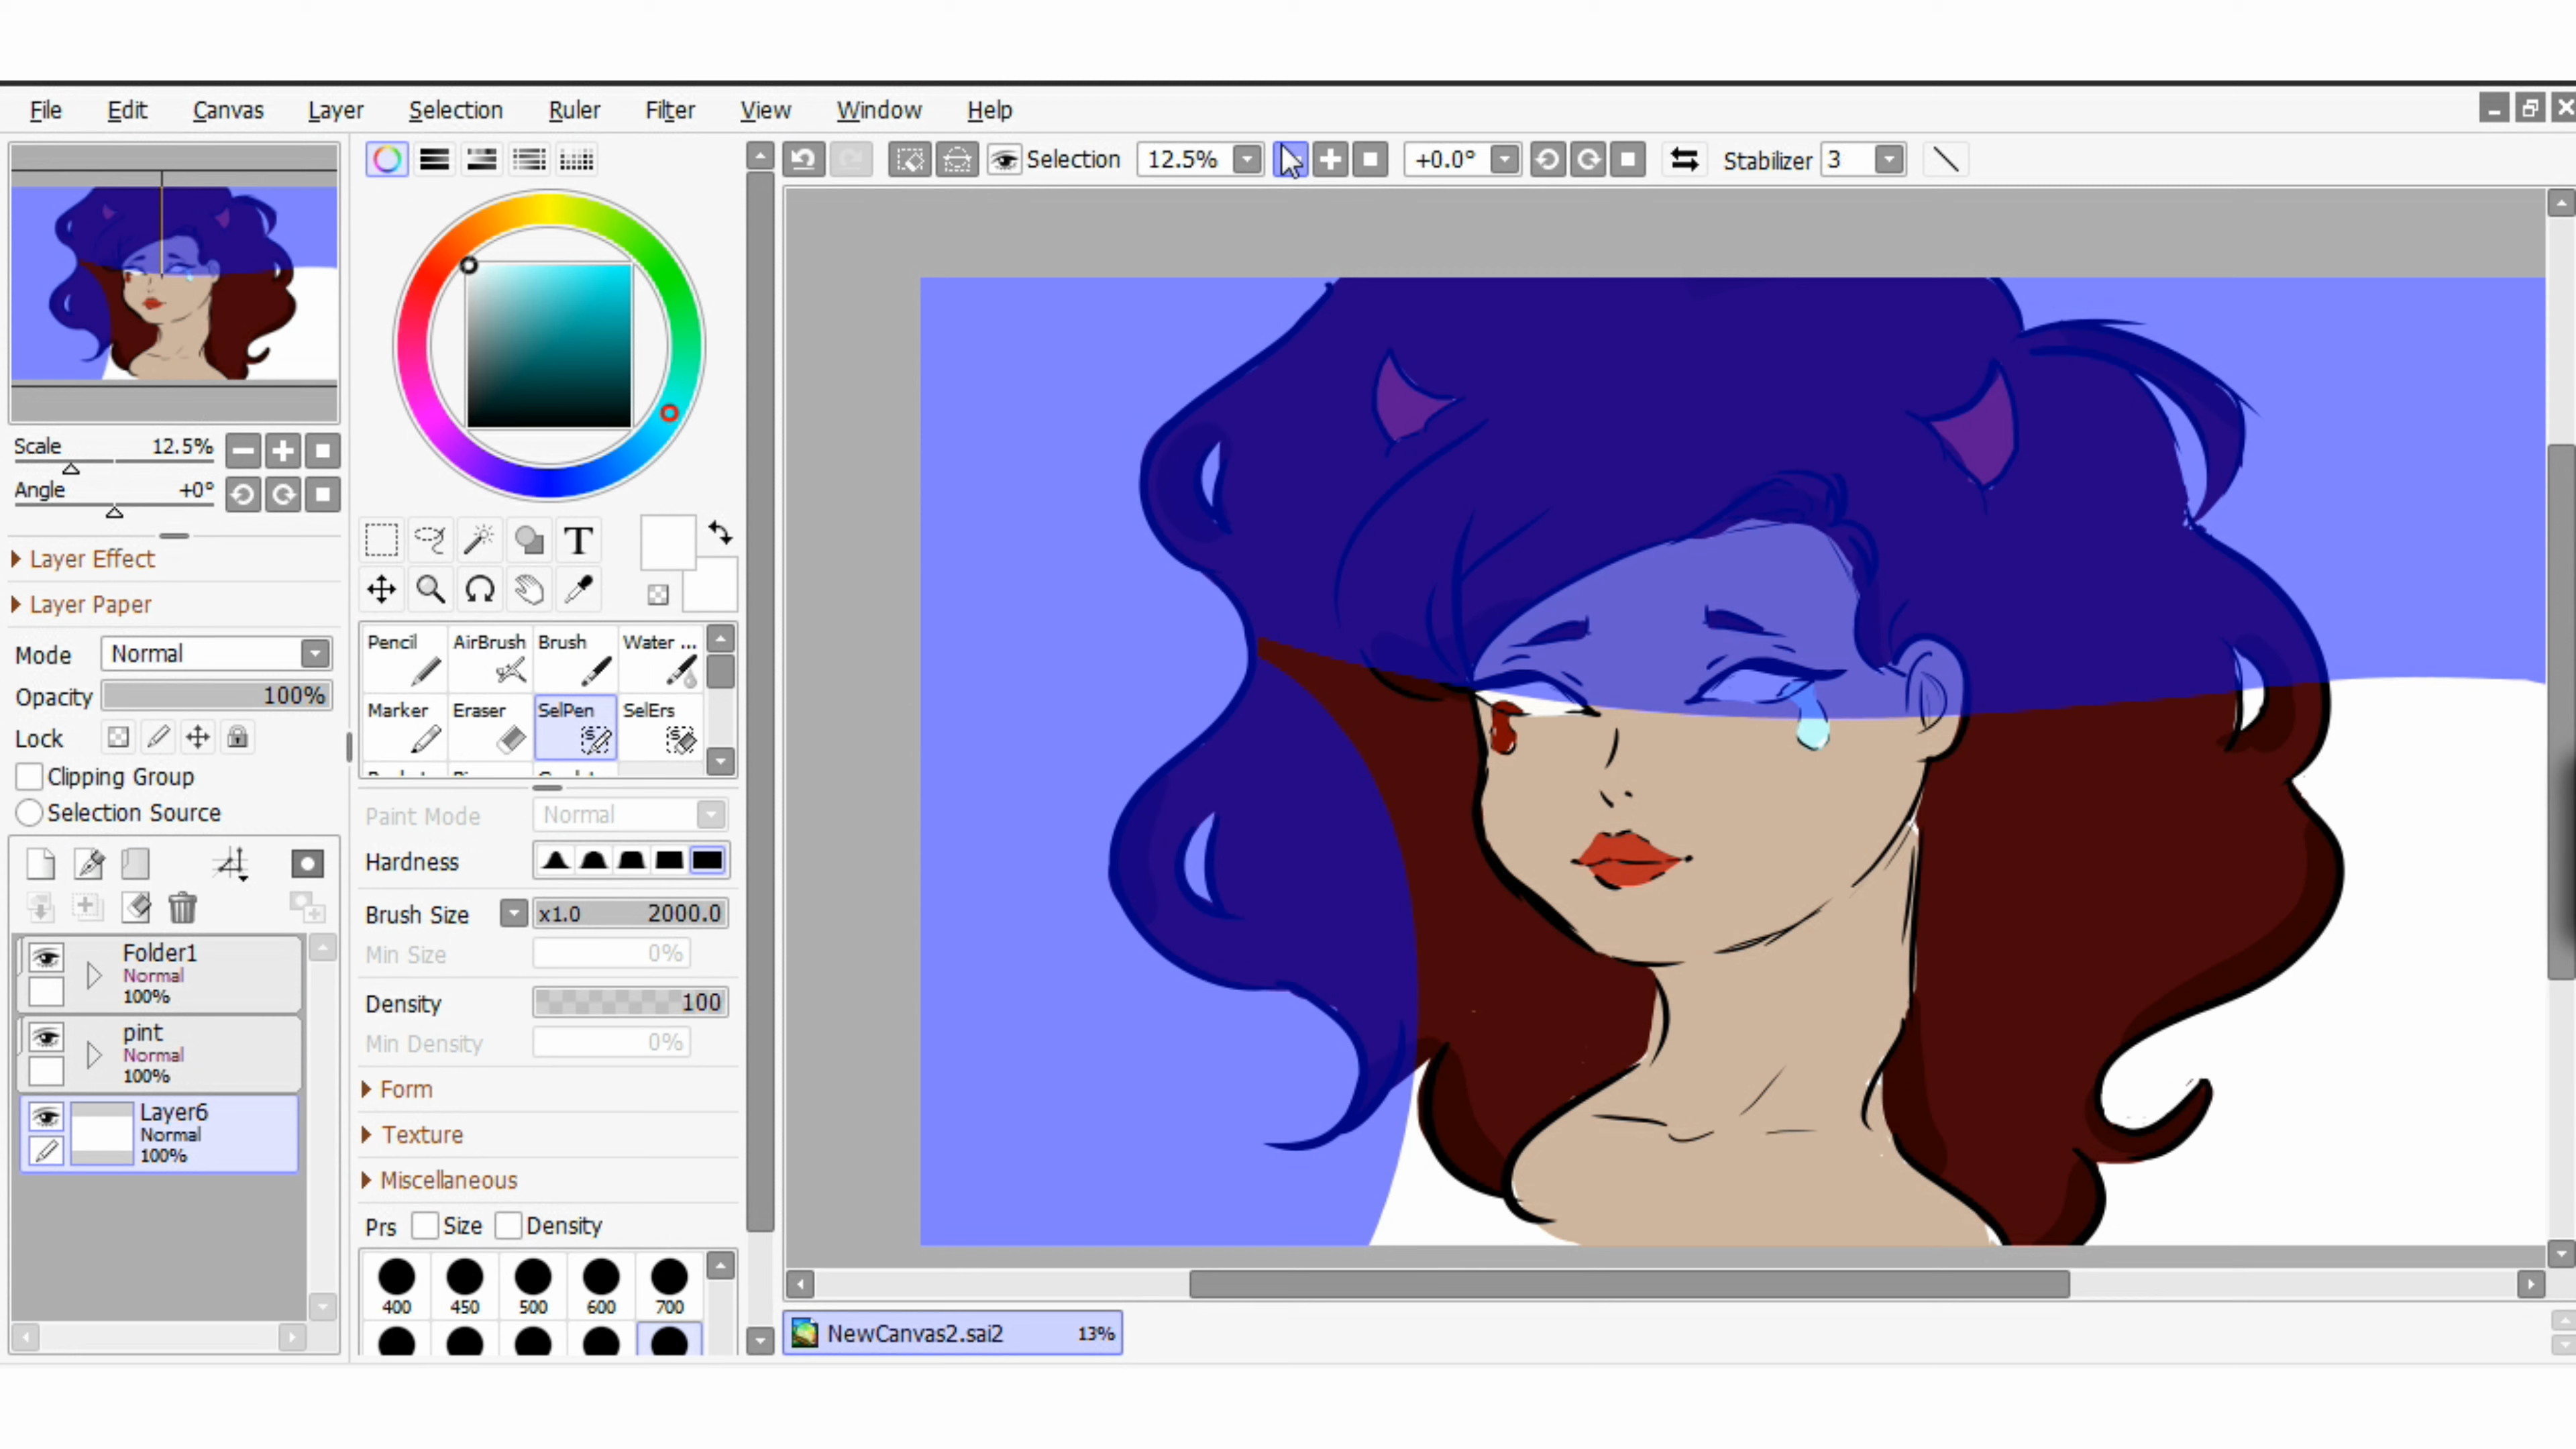 File Edit Canvas Layer Selection Ruler Filter View Window Help
Selection 12.5% +0.0° Stabilizer 3
Scale 12.5%
Angle +0°
Layer Effect
Layer Paper
Mode Normal
Opacity 100%
Lock
Clipping Group
Selection Source
Folder1
Normal
100%
pint
Normal
100%
Layer6
Normal
100%
T
Pencil AirBrush Brush Water ...
Marker Eraser SelPen SelErs
Paint Mode Normal
Hardness
Brush Size x1.0 2000.0
Min Size 0%
Density 100
Min Density 0%
Form
Texture
Miscellaneous
Prs Size Density
400 450 500 600 700
NewCanvas2.sai2 13%